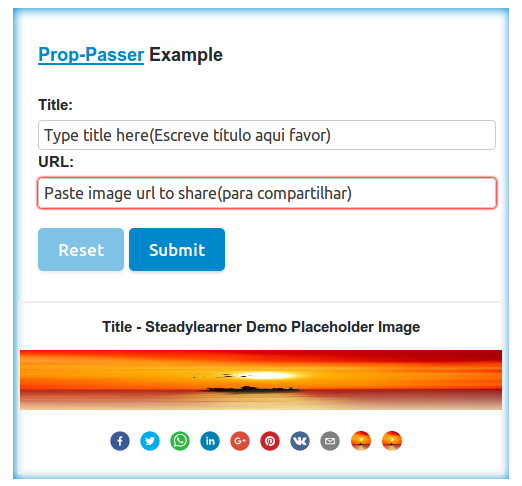 Prop-Passer Example
Title:
Type title here(Escreve título aqui favor)
URL:
Paste image url to share(para compartilhar)
Reset Submit
Title - Steadylearner Demo Placeholder Image